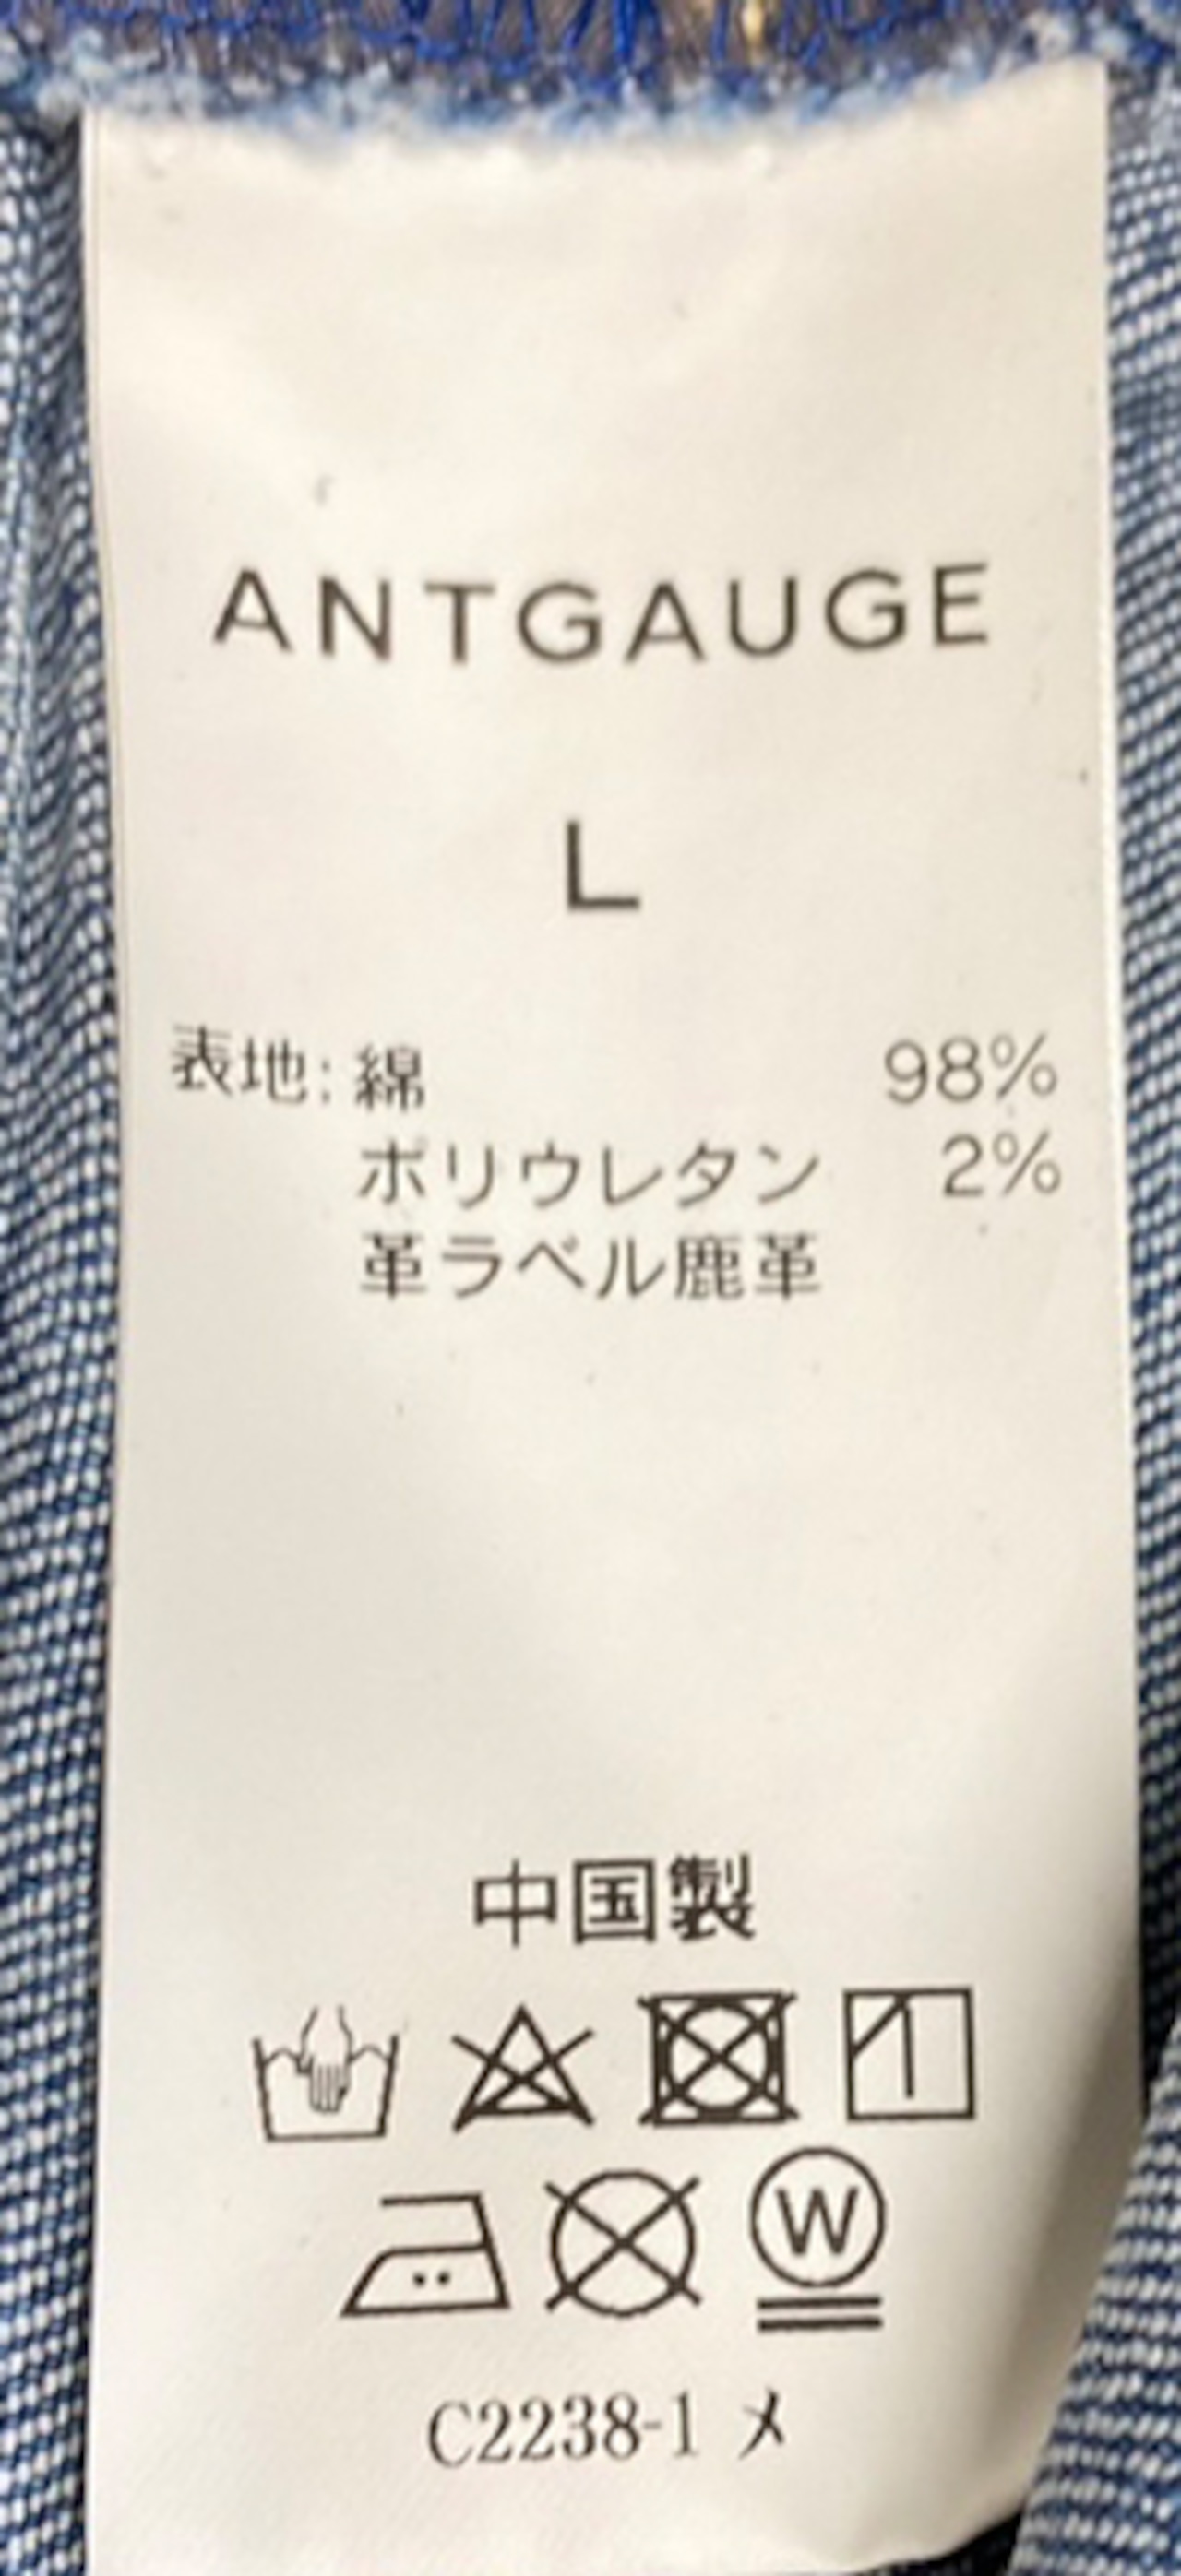 ANTGAUGE
L
表地: 綿 98%
ポリウレタン 2%
革ラベル鹿革
中国製
W
C2238-1 メ